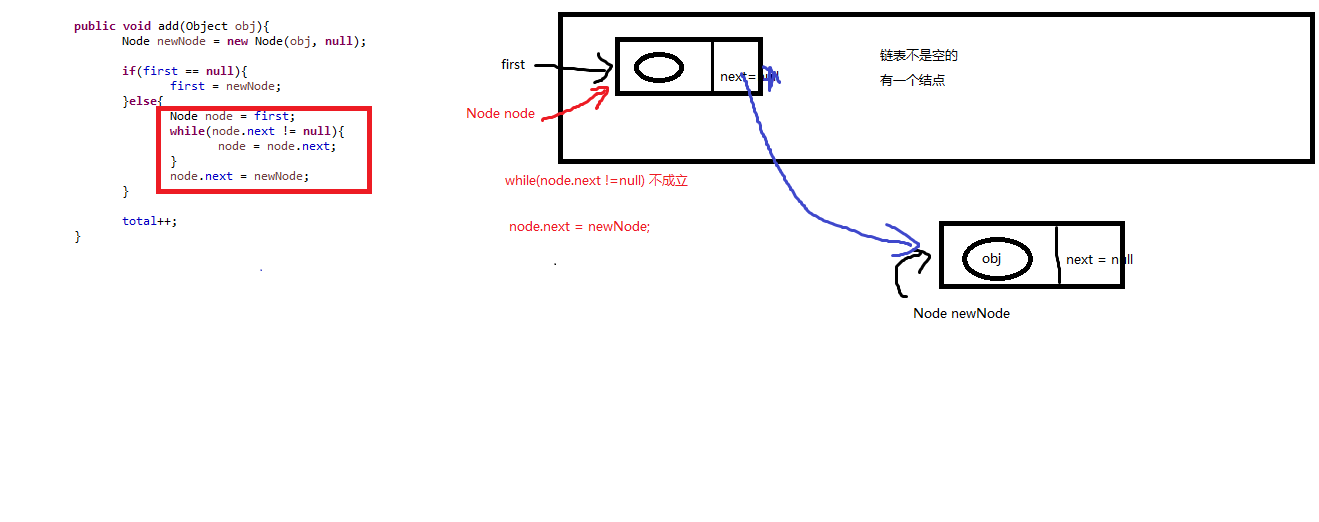 public void add(Object obj){
Node newNode = new Node(obj, null);
if(first == null){
first = newNode;
}else{
Node node = first;
while(node.next != null){
node = node.next;
}
node.next = newNode;
}
total++;
}
first
next= null
Node node
链表不是空的
有一个结点
while(node.next !=null) 不成立
node.next = newNode;
obj
next = null
Node newNode